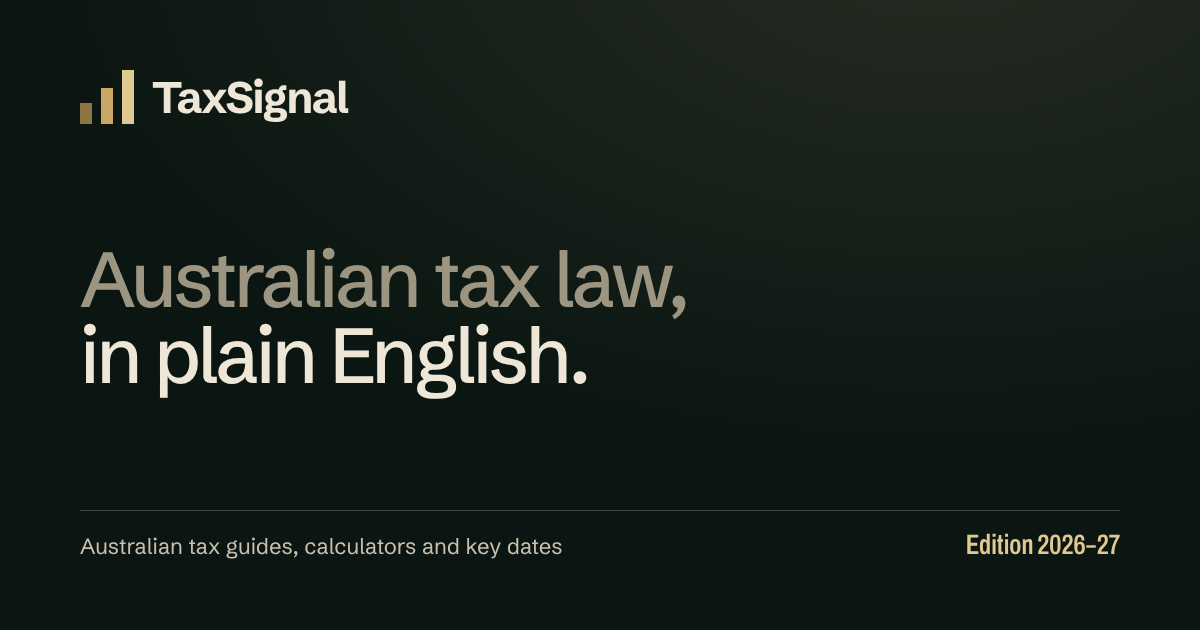 TaxSignal
Australian tax law,
in plain English.
Australian tax guides, calculators and key dates
Edition 2026–27